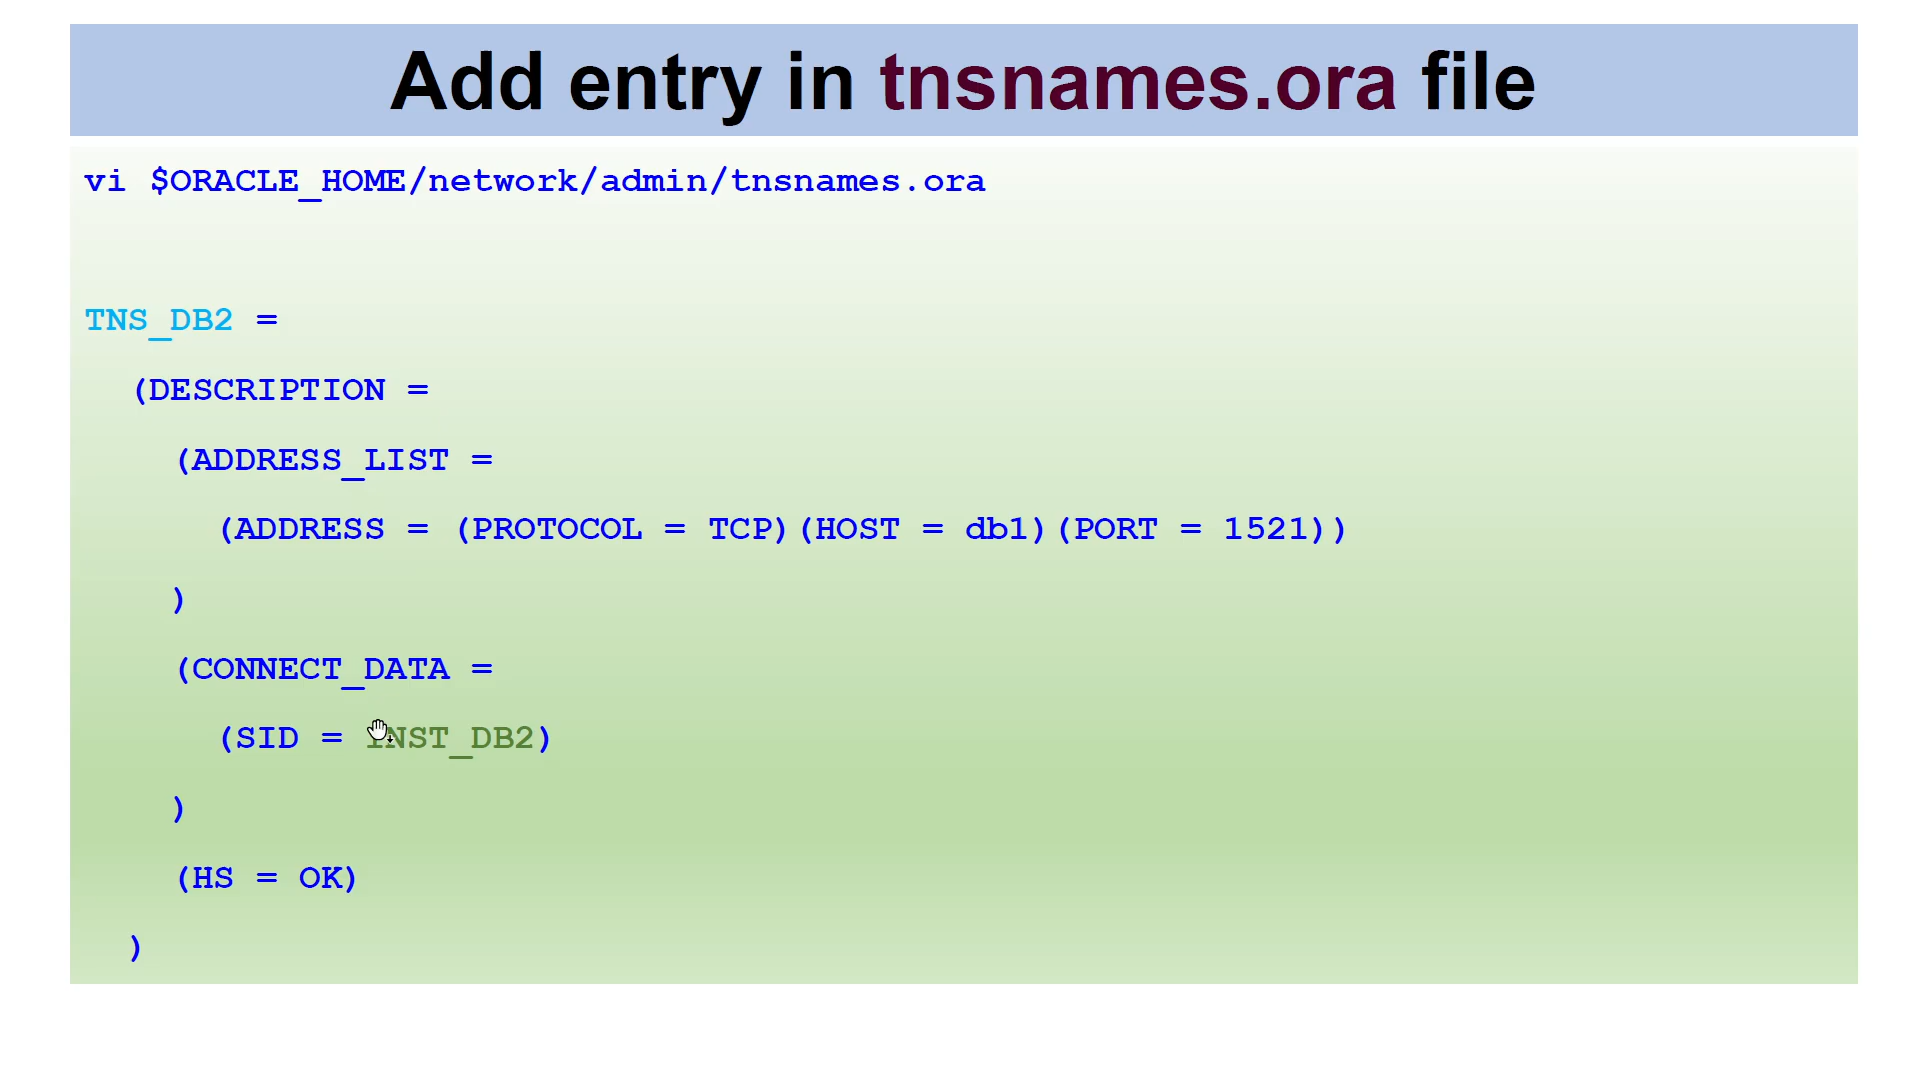 Add entry in tnsnames.ora file
vi $ORACLE_HOME/network/admin/tnsnames.ora
TNS_DB2 =
(DESCRIPTION =
(ADDRESS_LIST =
(ADDRESS = (PROTOCOL = TCP)(HOST = db1)(PORT = 1521))
)
(CONNECT_DATA =
(SID = INST_DB2)
)
(HS = OK)
)